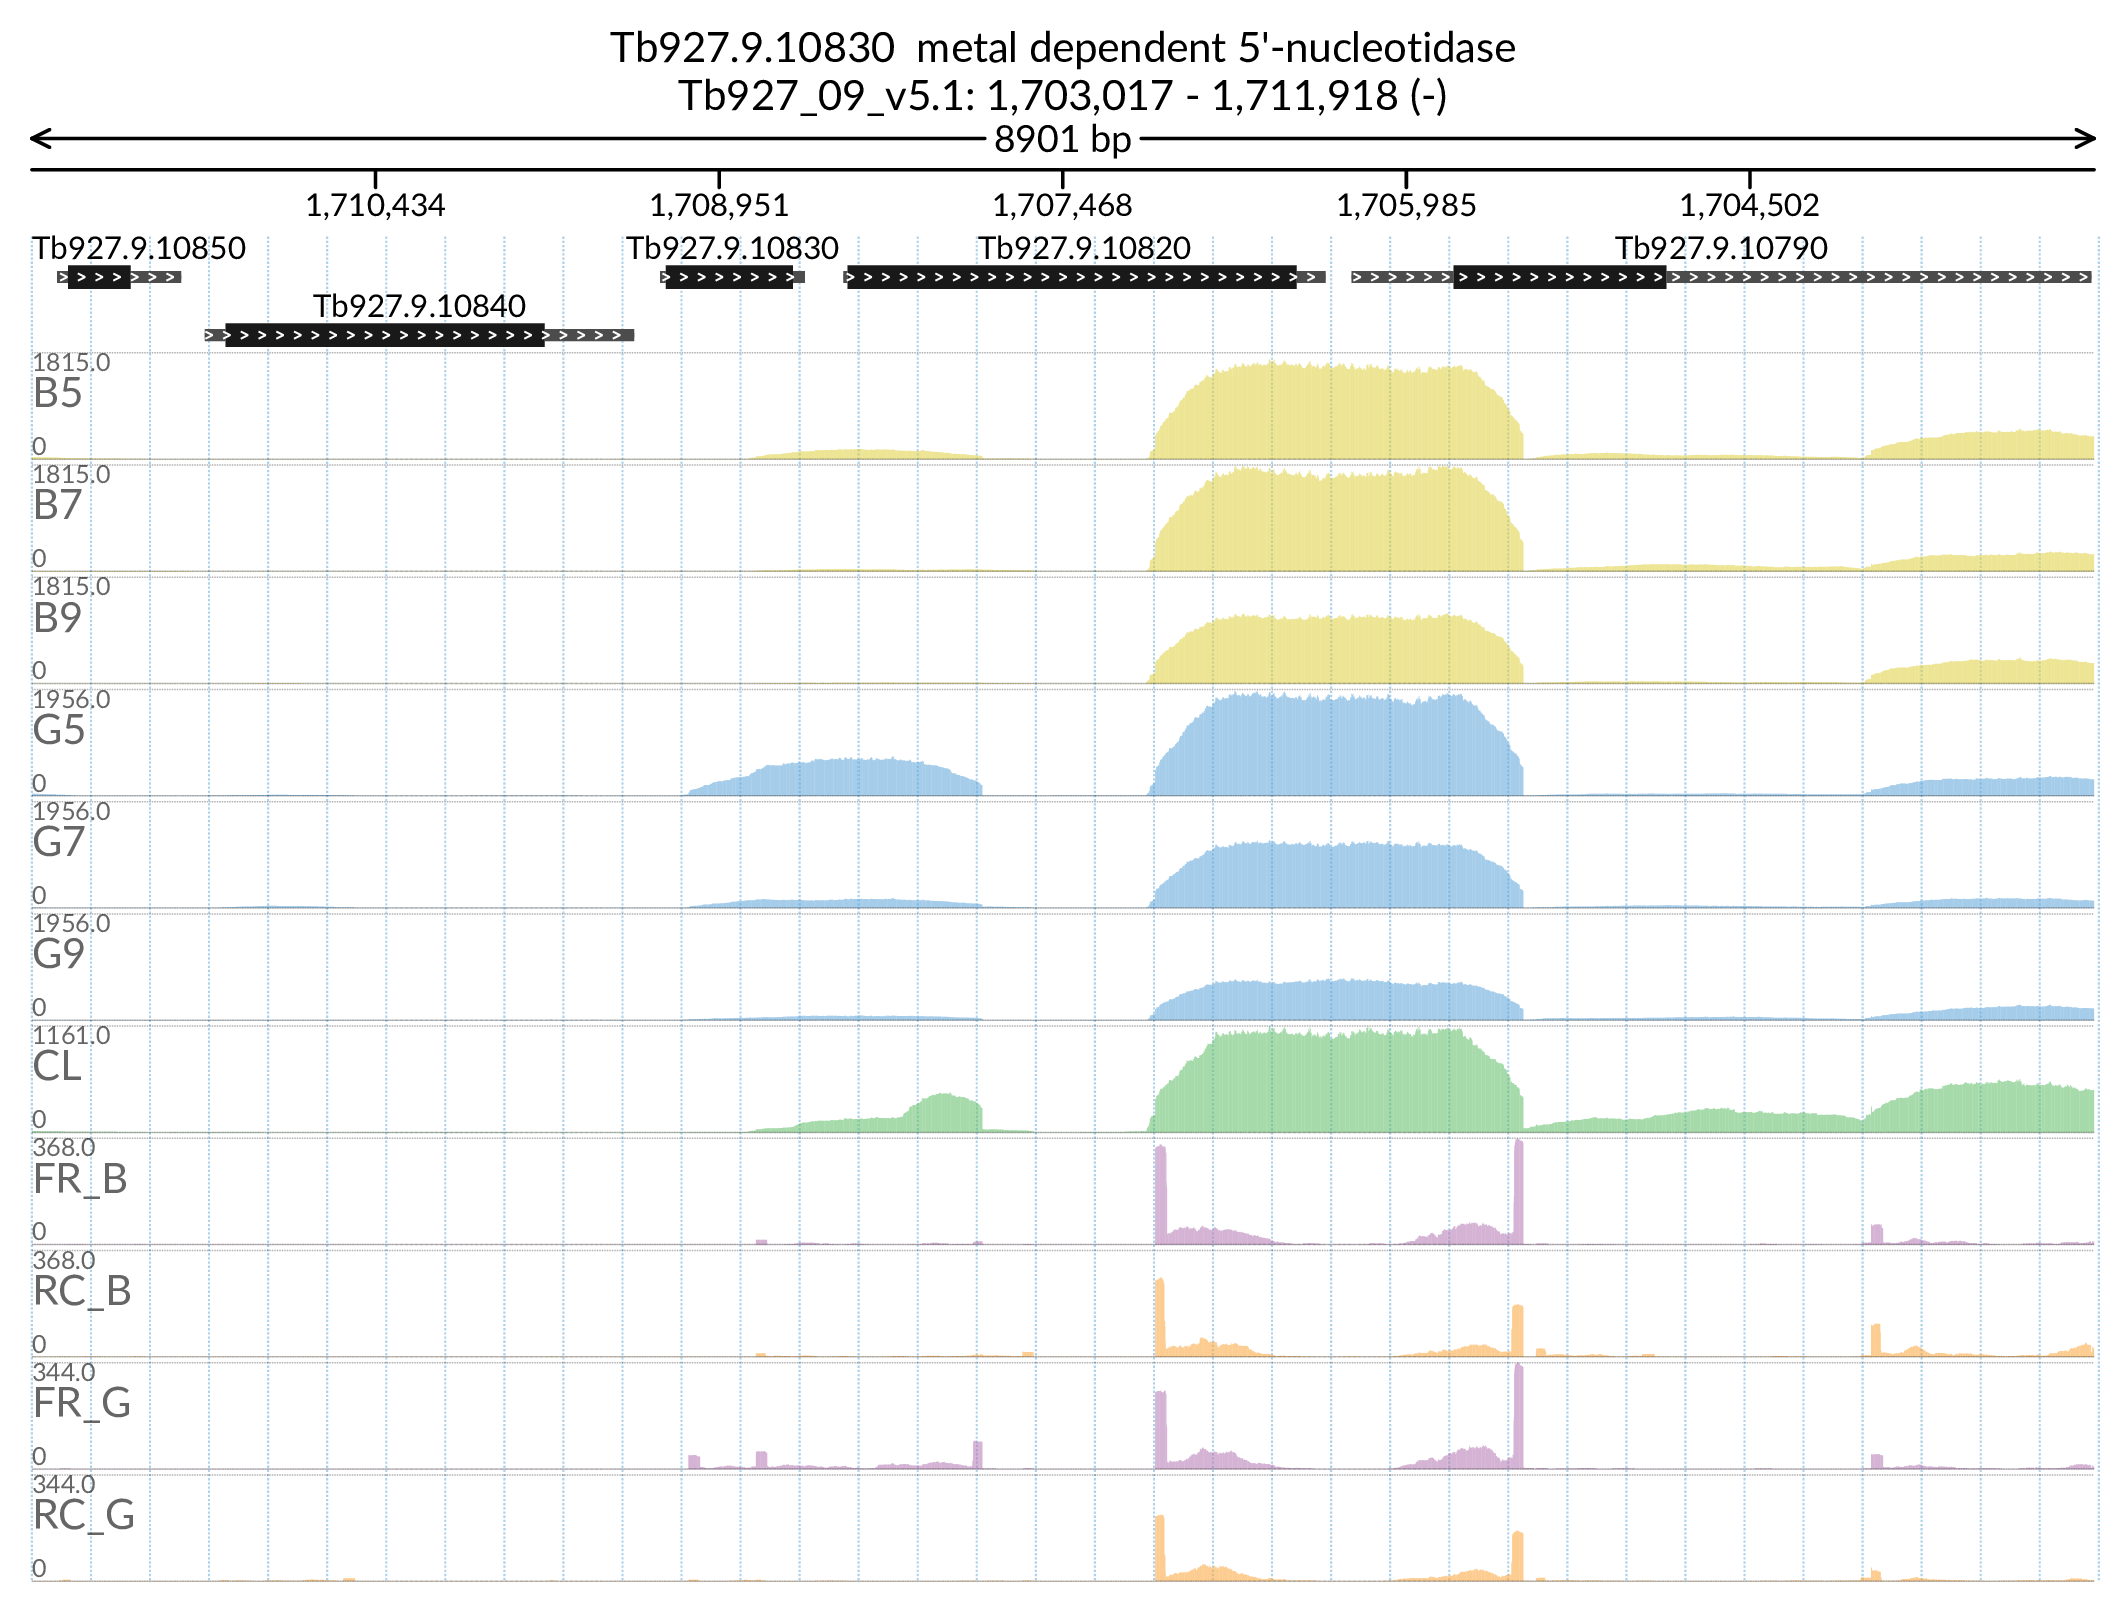 Tb927.9.10830  metal dependent 5'-nucleotidase
Tb927_09_v5.1: 1,703,017 - 1,711,918 (-)
8901 bp
1,710,434 1,708,951 1,707,468 1,705,985 1,704,502
Tb927.9.10850 Tb927.9.10830 Tb927.9.10820 Tb927.9.10790
Tb927.9.10840
1815.0
B5
0
1815.0
B7
0
1815.0
B9
0
1956.0
G5
0
1956.0
G7
0
1956.0
G9
0
1161.0
CL
0
368.0
FR_B
0
368.0
RC_B
0
344.0
FR_G
0
344.0
RC_G
0